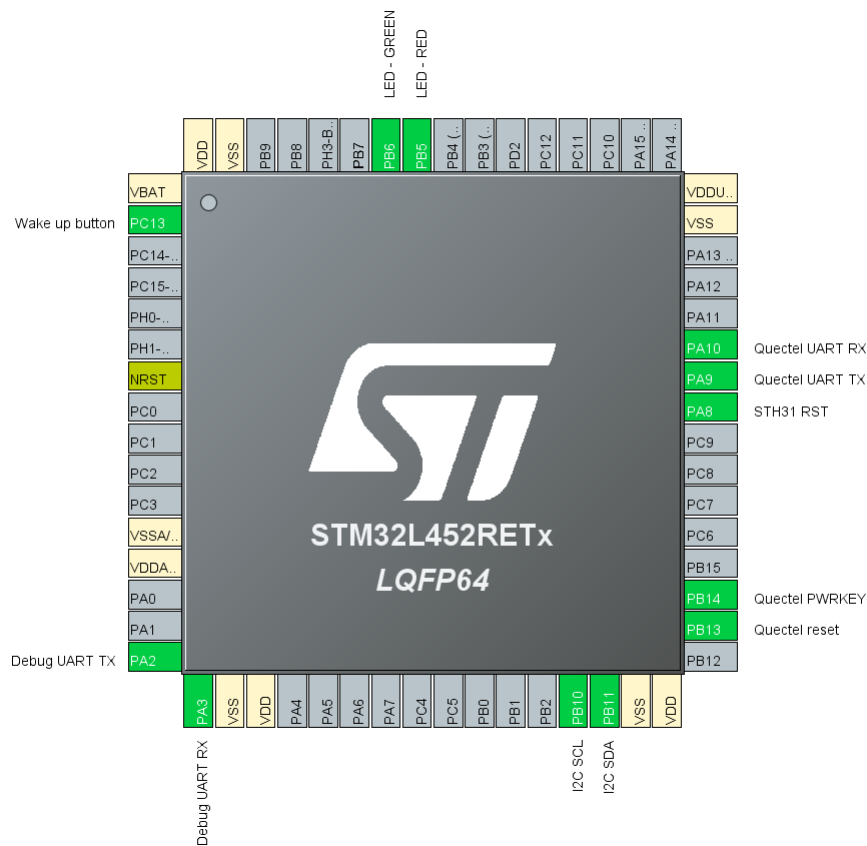 LED - GREEN
LED - RED
VDD
VSS
PB9
PB8
PH3-B..
PB7
PB6
PB5
PB4 (..
PB3 (..
PD2
PC12
PC11
PC10
PA15 ..
PA14 ..
VBAT
Wake up button PC13
PC14-..
PC15-..
PH0-..
PH1-..
NRST
PC0
PC1
PC2
PC3
VSSA/..
VDDA..
PA0
PA1
Debug UART TX PA2
VDDU..
VSS
PA13 ..
PA12
PA11
PA10 Quectel UART RX
PA9 Quectel UART TX
PA8 STH31 RST
PC9
PC8
PC7
PC6
PB15
PB14 Quectel PWRKEY
PB13 Quectel reset
PB12
ST
STM32L452RETx
LQFP64
PA3
VSS
VDD
PA4
PA5
PA6
PA7
PC4
PC5
PB0
PB1
PB2
PB10
PB11
VSS
VDD
Debug UART RX
I2C SCL
I2C SDA